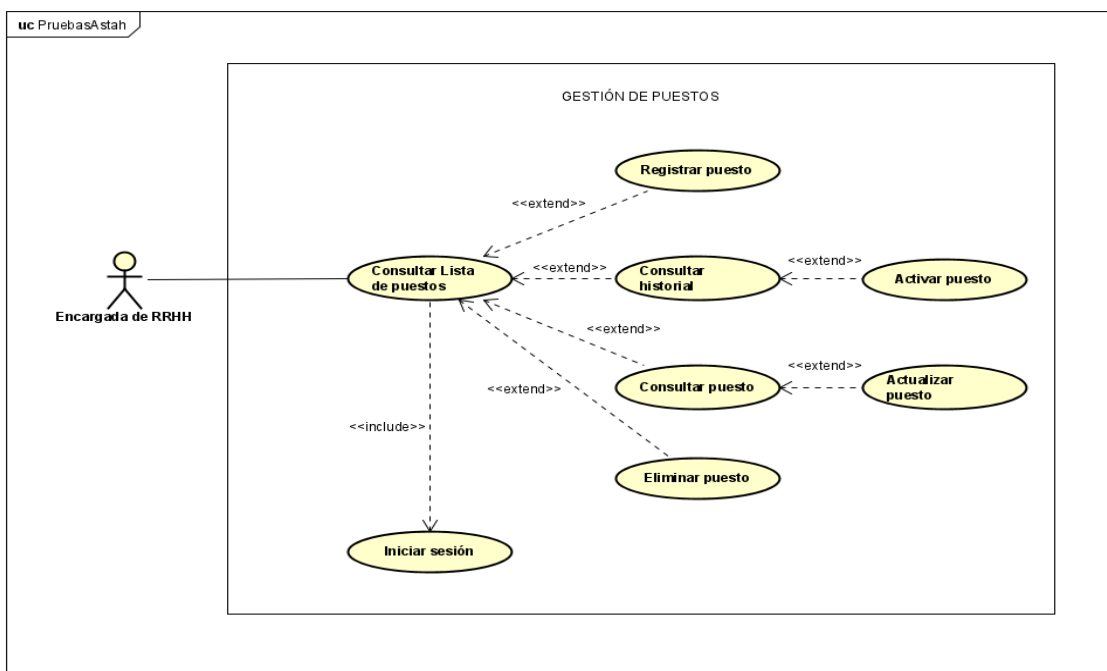 uc PruebasAstah
GESTIÓN DE PUESTOS
Registrar puesto
<<extend>>
Consultar Lista
de puestos
<<extend>>
Consultar
historial
<<extend>>
Activar puesto
Encargada de RRHH
<<extend>>
Consultar puesto
<<extend>>
Actualizar
puesto
<<extend>>
<<include>>
Eliminar puesto
Iniciar sesión